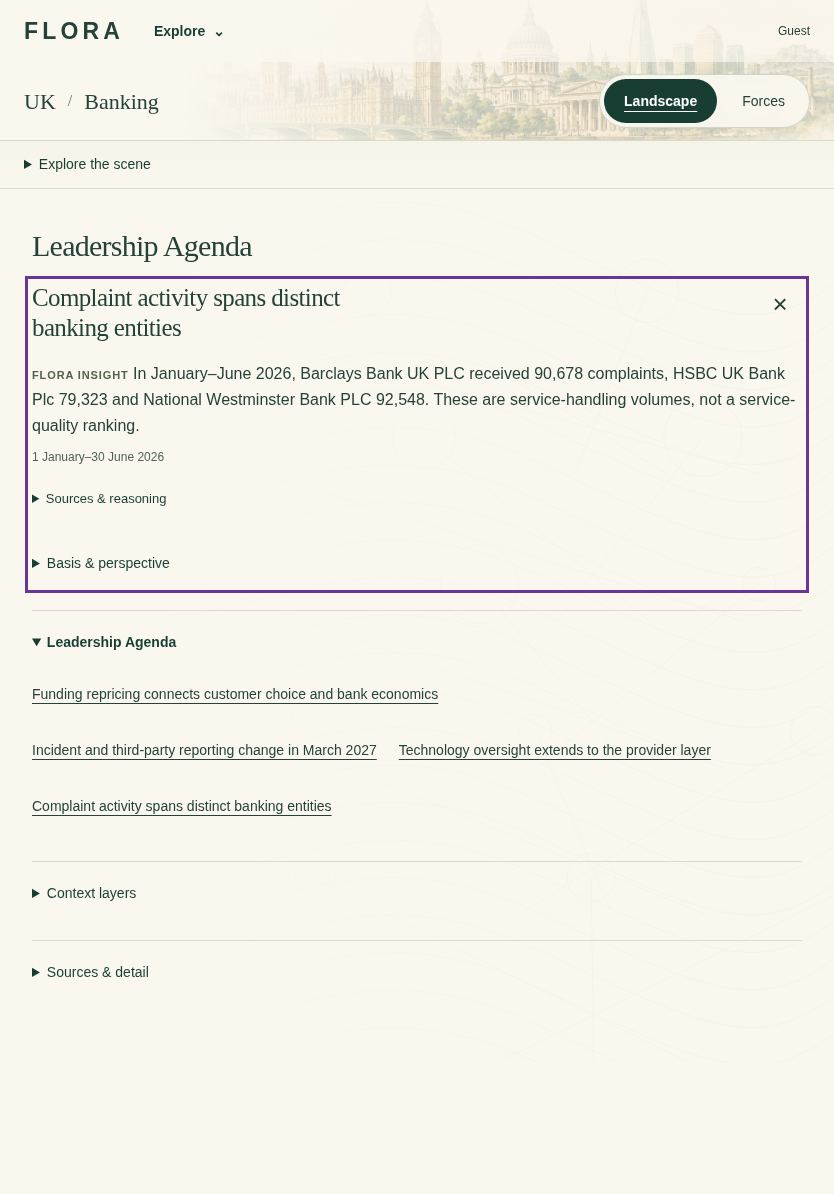 FLORA
Explore
Guest
UK / Banking
Landscape
Forces
Explore the scene
Leadership Agenda
Complaint activity spans distinct
banking entities
FLORA INSIGHT In January–June 2026, Barclays Bank UK PLC received 90,678 complaints, HSBC UK Bank
Plc 79,323 and National Westminster Bank PLC 92,548. These are service-handling volumes, not a service-
quality ranking.
1 January–30 June 2026
Sources & reasoning
Basis & perspective
Leadership Agenda
Funding repricing connects customer choice and bank economics
Incident and third-party reporting change in March 2027
Technology oversight extends to the provider layer
Complaint activity spans distinct banking entities
Context layers
Sources & detail